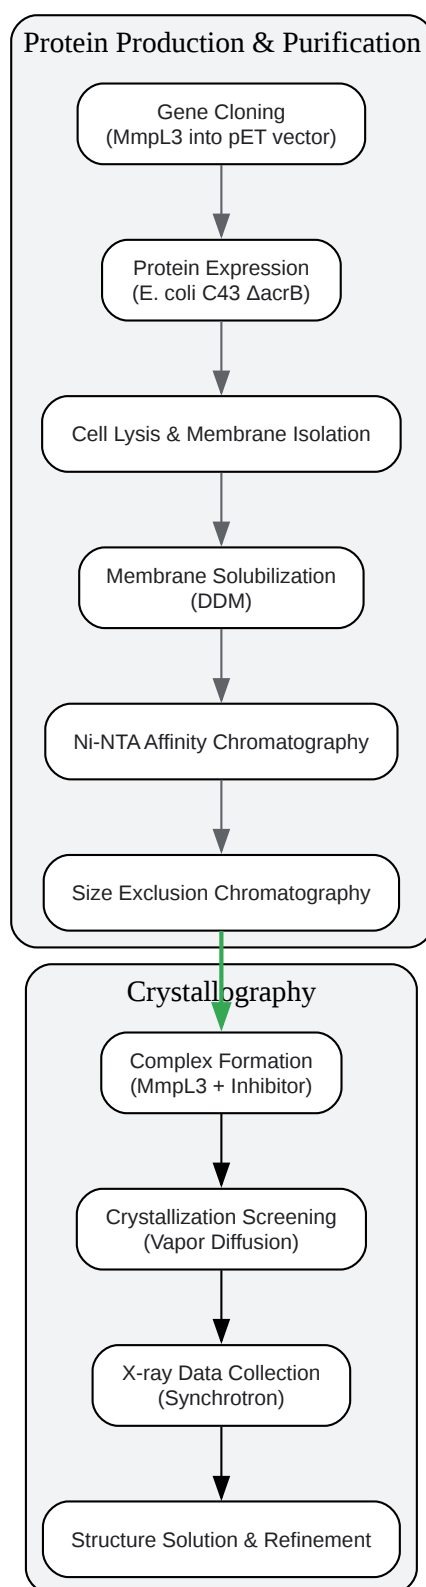 Protein Production & Purification
Gene Cloning
(MmpL3 into pET vector)
Protein Expression
(E. coli C43 ΔacrB)
Cell Lysis & Membrane Isolation
Membrane Solubilization
(DDM)
Ni-NTA Affinity Chromatography
Size Exclusion Chromatography
Crystallography
Complex Formation
(MmpL3 + Inhibitor)
Crystallization Screening
(Vapor Diffusion)
X-ray Data Collection
(Synchrotron)
Structure Solution & Refinement